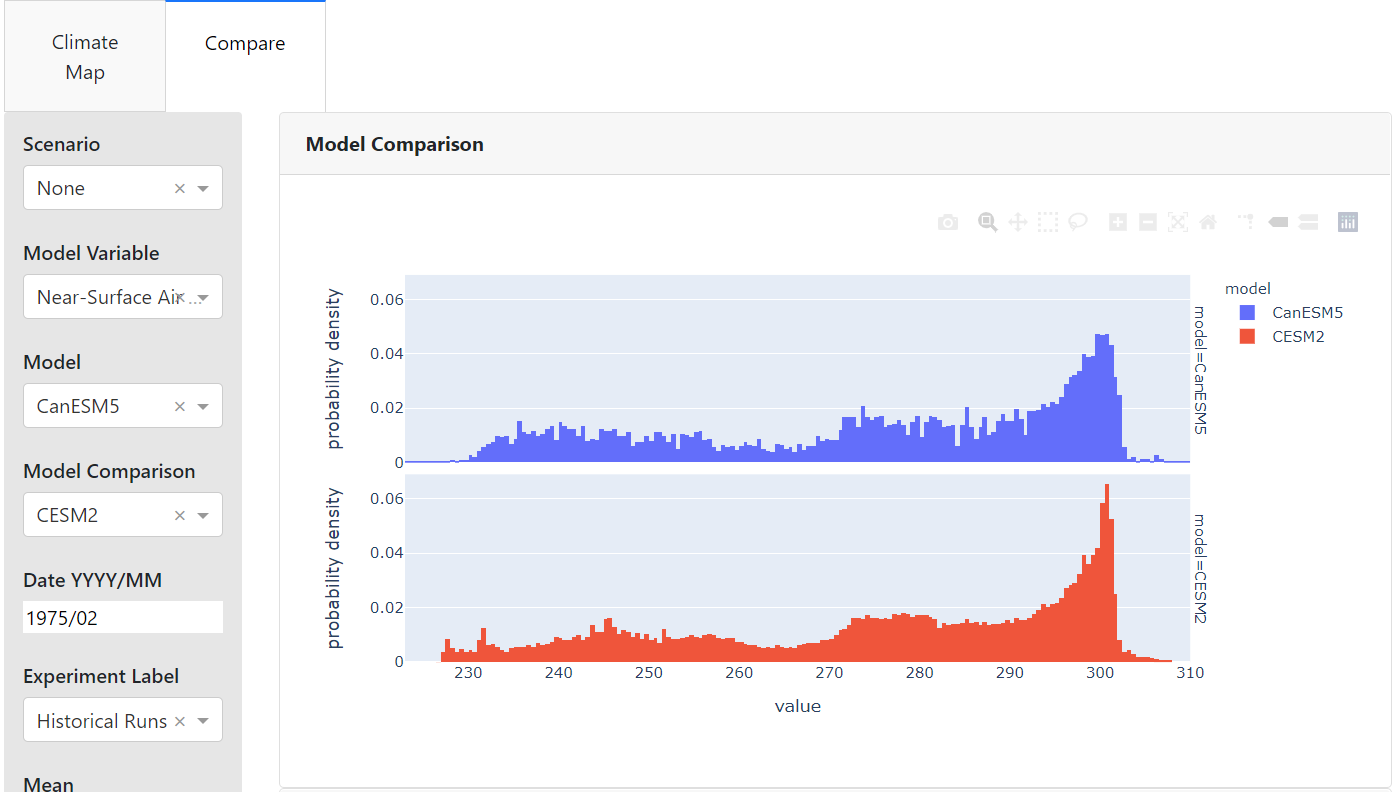 Climate
Map
Compare
Scenario
None
Model Variable
Near-Surface Air ...
Model
CanESM5
Model Comparison
CESM2
Date YYYY/MM
1975/02
Experiment Label
Historical Runs
Mean
Model Comparison
probability density
0.06
0.04
0.02
0
model=CanESM5
probability density
0.06
0.04
0.02
0
model=CESM2
230 240 250 260 270 280 290 300 310
value
model
CanESM5
CESM2